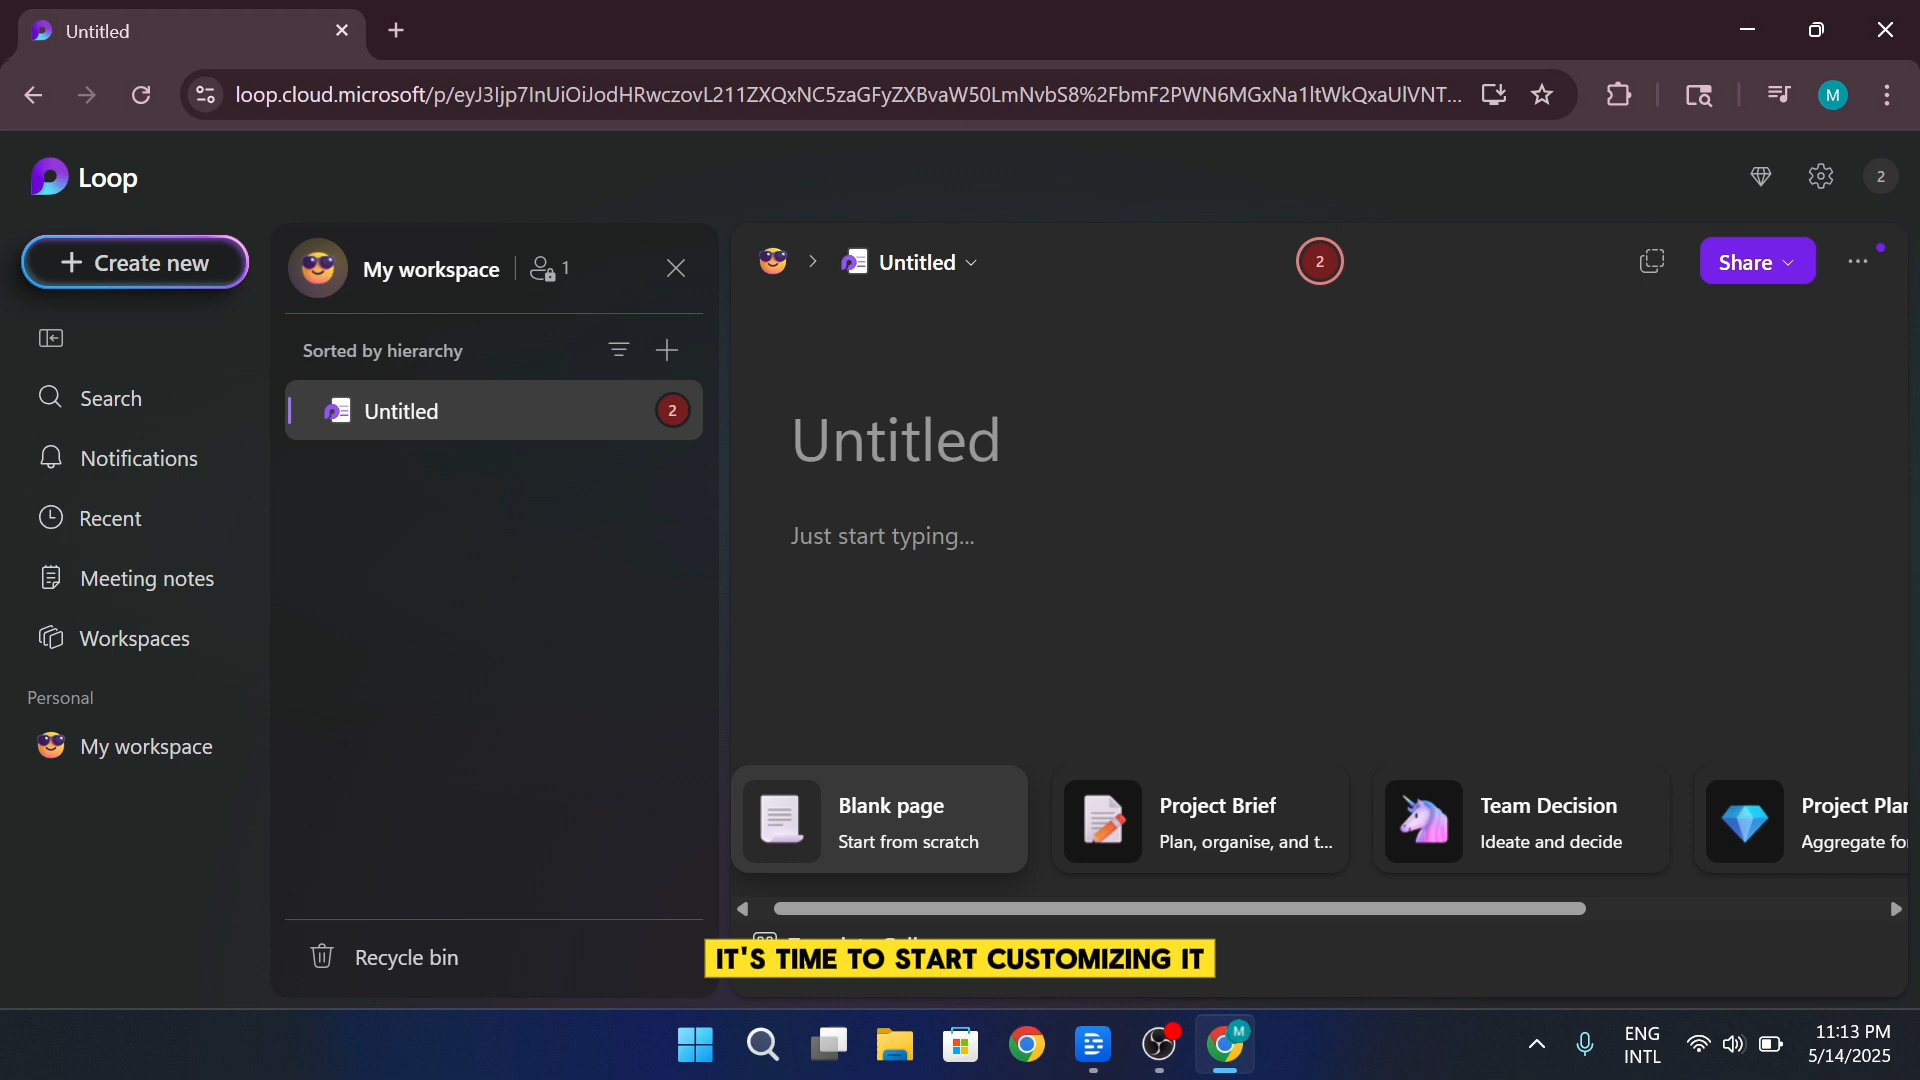 Untitled
loop.cloud.microsoft/p/eyJ3Ijp7InUiOiJodHRwczovL211ZXQxNC5zaGFyZXBvaW50LmNvbS8%2FbmF2PWN6MGxNa1ltWkQxaUlVNT...
M
Loop
2
Create new
My workspace
1
Untitled
2
Share
Sorted by hierarchy
Search
Untitled
2
Untitled
Notifications
Recent
Just start typing...
Meeting notes
Workspaces
Personal
My workspace
Blank page
Start from scratch
Project Brief
Plan, organise, and t...
Team Decision
Ideate and decide
Project Plan
Aggregate fo
Recycle bin
IT'S TIME TO START CUSTOMIZING IT
M
ENG
INTL
11:13 PM
5/14/2025